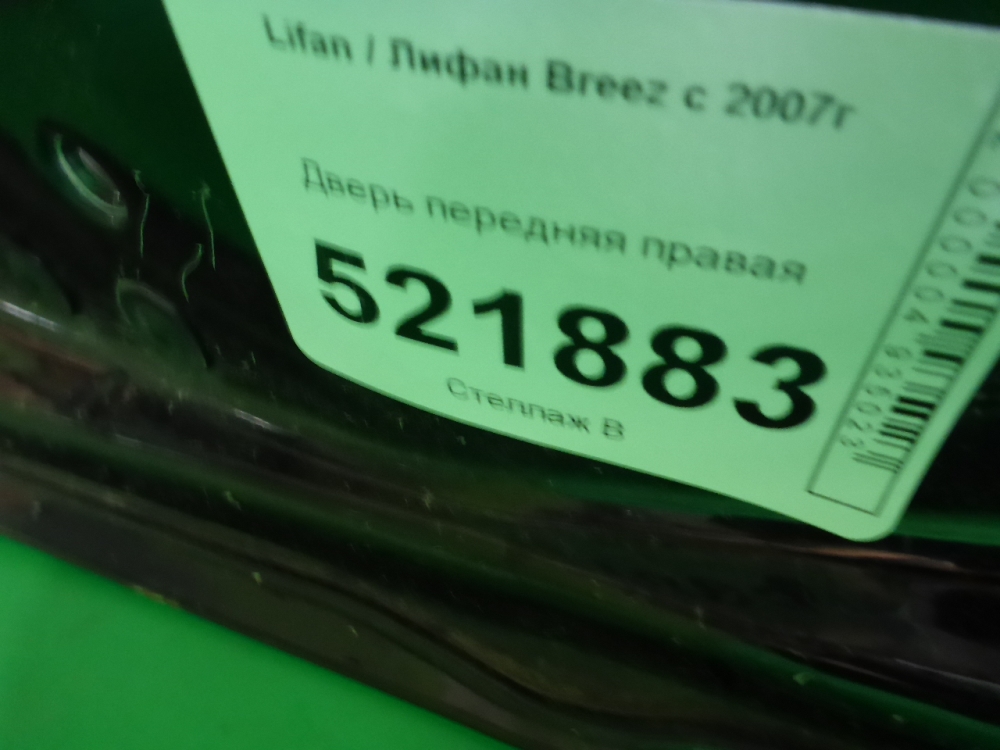 Lifan / Лифан Breez с 2007г
Дверь передняя правая
521883
Стеллаж В